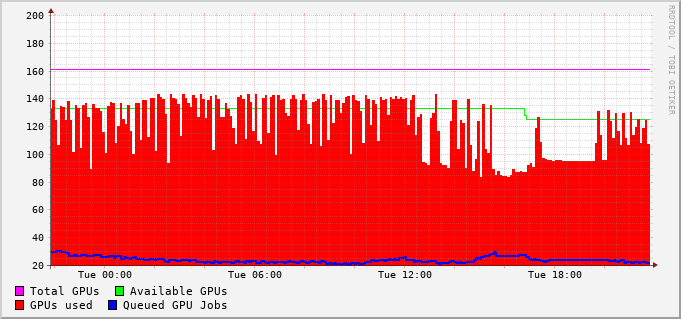 200
180
160
140
120
100
80
60
40
20
Tue 00:00 Tue 06:00 Tue 12:00 Tue 18:00
Total GPUs Available GPUs
GPUs used Queued GPU Jobs
RRDTOOL / TOBI OETIKER